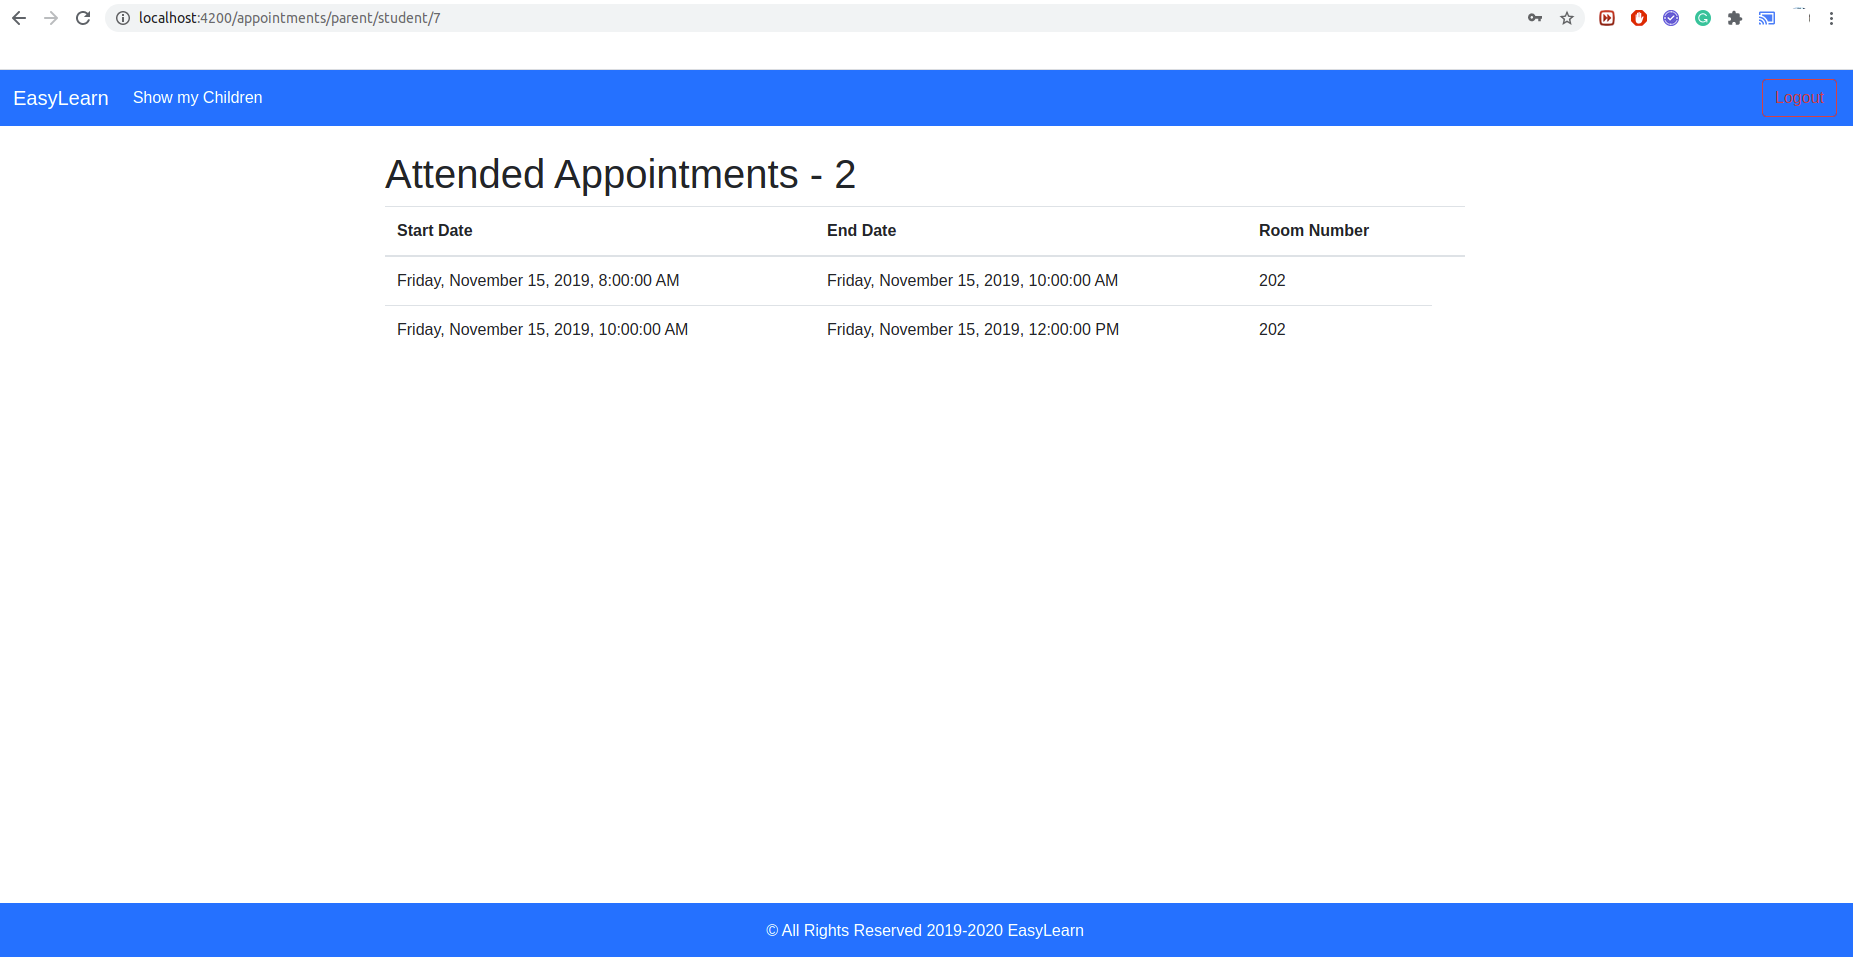 localhost:4200/appointments/parent/student/7
EasyLearn Show my Children Logout
Attended Appointments - 2
Start Date End Date Room Number
Friday, November 15, 2019, 8:00:00 AM Friday, November 15, 2019, 10:00:00 AM 202
Friday, November 15, 2019, 10:00:00 AM Friday, November 15, 2019, 12:00:00 PM 202
© All Rights Reserved 2019-2020 EasyLearn